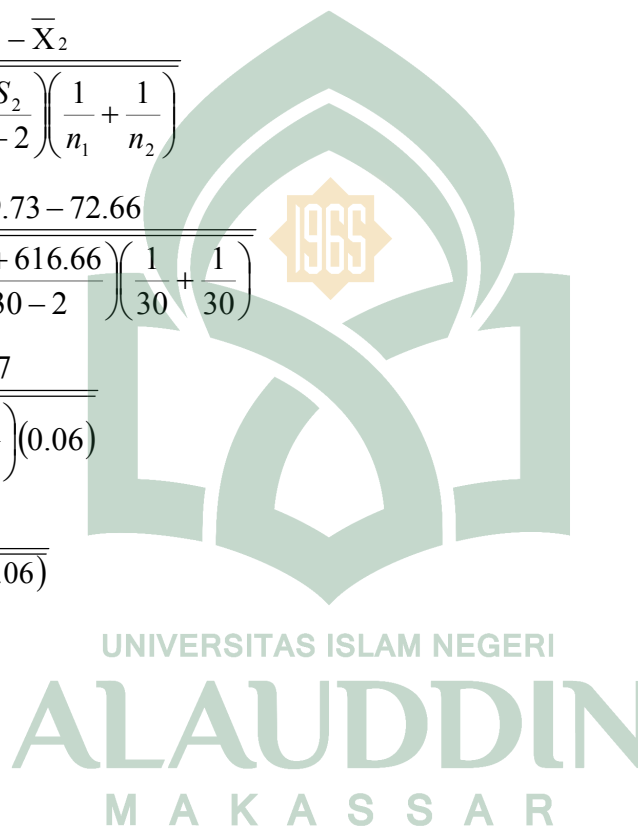 − X̅₂
S₂ / − 2 ) ( 1/n₁ + 1/n₂ )
.73 − 72.66
+ 616.66 / 30 − 2 ) ( 1/30 + 1/30 )
7
) (0.06)
06)
1965
UNIVERSITAS ISLAM NEGERI
ALAUDDIN
MAKASSAR